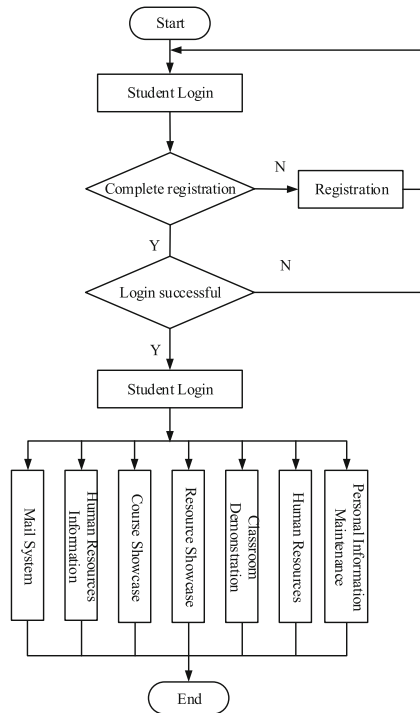 Start
Student Login
Complete registration
N
Registration
Y
Login successful
N
Y
Student Login
Mail System
Human Resources
Information
Course Showcase
Resource Showcase
Classroom
Demonstration
Human Resources
Personal Information
Maintenance
End